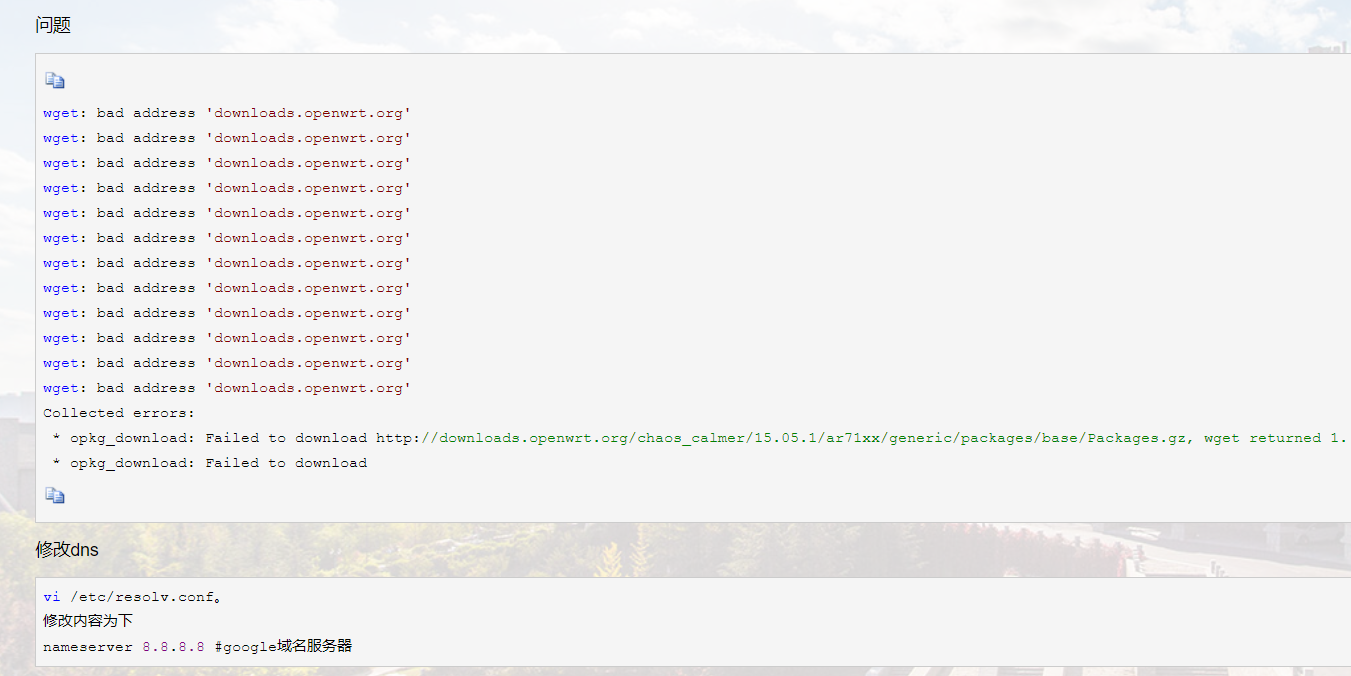 问题
wget: bad address 'downloads.openwrt.org'
wget: bad address 'downloads.openwrt.org'
wget: bad address 'downloads.openwrt.org'
wget: bad address 'downloads.openwrt.org'
wget: bad address 'downloads.openwrt.org'
wget: bad address 'downloads.openwrt.org'
wget: bad address 'downloads.openwrt.org'
wget: bad address 'downloads.openwrt.org'
wget: bad address 'downloads.openwrt.org'
wget: bad address 'downloads.openwrt.org'
wget: bad address 'downloads.openwrt.org'
wget: bad address 'downloads.openwrt.org'
Collected errors:
 * opkg_download: Failed to download http://downloads.openwrt.org/chaos_calmer/15.05.1/ar71xx/generic/packages/base/Packages.gz, wget returned 1.
 * opkg_download: Failed to download
修改dns
vi /etc/resolv.conf。
修改内容为下
nameserver 8.8.8.8 #google域名服务器